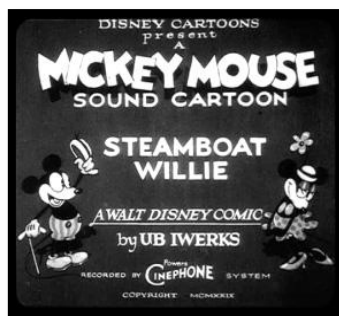 DISNEY CARTOONS
present
A
MICKEY MOUSE
SOUND CARTOON
STEAMBOAT
WILLIE
A WALT DISNEY COMIC
by UB IWERKS
Powers
RECORDED BY CINEPHONE SYSTEM
COPYRIGHT MCMXXIX